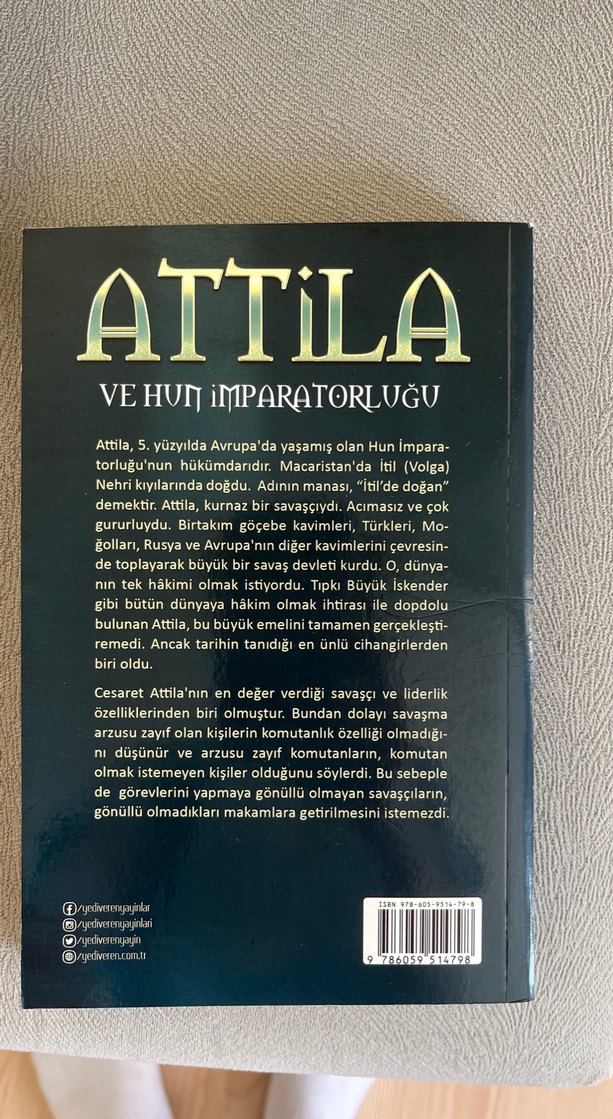 ATTİLA
VE HUN İMPARATORLUĞU
Attila, 5. yüzyılda Avrupa'da yaşamış olan Hun İmpara-
torluğu'nun hükümdarıdır. Macaristan'da İtil (Volga)
Nehri kıyılarında doğdu. Adının manası, “İtil’de doğan”
demektir. Attila, kurnaz bir savaşçıydı. Acımasız ve çok
gururluydu. Birtakım göçebe kavimleri, Türkleri, Mo-
ğolları, Rusya ve Avrupa'nın diğer kavimlerini çevresin-
de toplayarak büyük bir savaş devleti kurdu. O, dünya-
nın tek hâkimi olmak istiyordu. Tıpkı Büyük İskender
gibi bütün dünyaya hâkim olmak ihtirası ile dopdolu
bulunan Attila, bu büyük emelini tamamen gerçekleşti-
remedi. Ancak tarihin tanıdığı en ünlü cihangirlerden
biri oldu.
Cesaret Attila'nın en değer verdiği savaşçı ve liderlik
özelliklerinden biri olmuştur. Bundan dolayı savaşma
arzusu zayıf olan kişilerin komutanlık özelliği olmadığı-
nı düşünür ve arzusu zayıf komutanların, komutan
olmak istemeyen kişiler olduğunu söylerdi. Bu sebeple
de görevlerini yapmaya gönüllü olmayan savaşçıların,
gönüllü olmadıkları makamlara getirilmesini istemezdi.
/yediverenyayinlar
/yediverenyayinlari
/yediverenyayin
/yediveren.com.tr
ISBN 978-605-9514-79-8
9 786059 514798